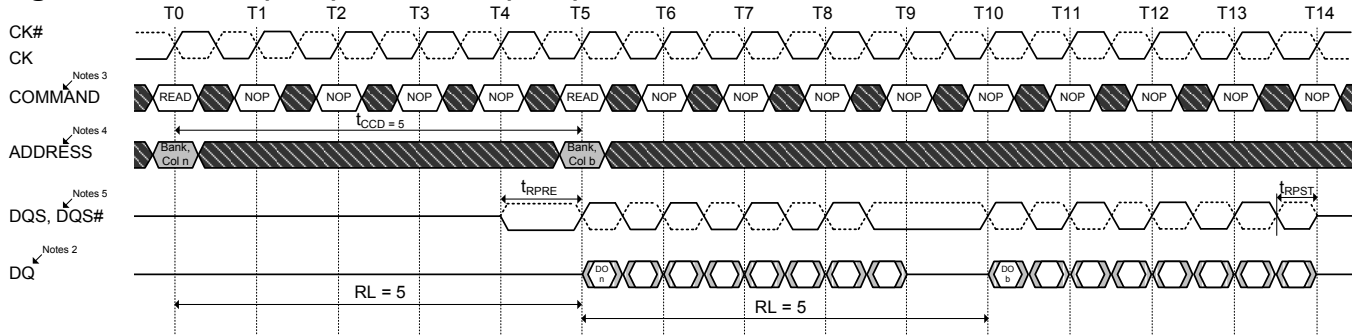 T0 T1 T2 T3 T4 T5 T6 T7 T8 T9 T10 T11 T12 T13 T14
CK#
CK
Notes 3
COMMAND READ NOP NOP NOP NOP READ NOP NOP NOP NOP NOP NOP NOP NOP NOP
tCCD = 5
Notes 4
ADDRESS Bank, Col n Bank, Col b
Notes 5
tRPRE tRPST
DQS, DQS#
Notes 2
DQ DO n DO b
RL = 5
RL = 5